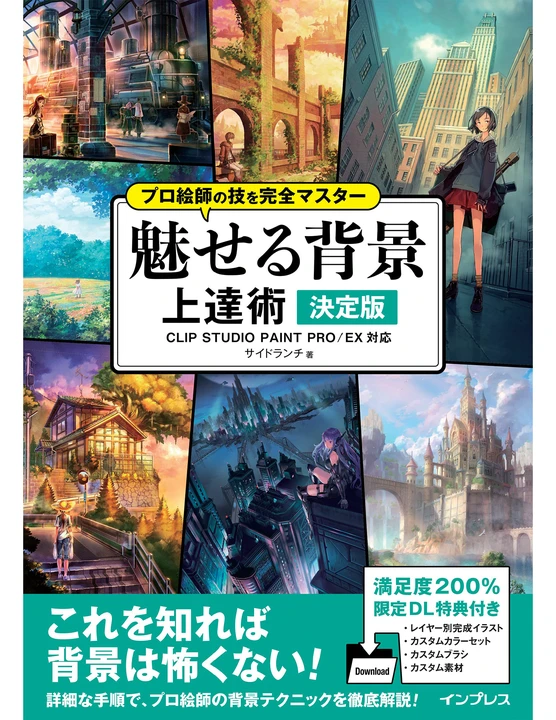 プロ絵師の技を完全マスター
魅せる背景
上達術 決定版
CLIP STUDIO PAINT PRO/EX 対応
サイドランチ 著
これを知れば
背景は怖くない!
詳細な手順で、プロ絵師の背景テクニックを徹底解説!
満足度200%
限定DL特典付き
・レイヤー別完成イラスト
・カスタムカラーセット
・カスタムブラシ
・カスタム素材
Download
インプレス